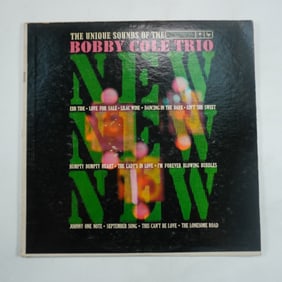 THE UNIQUE SOUNDS OF THE
BOBBY COLE TRIO
NEW
EBB TIDE • LOVE FOR SALE • LILAC WINE • DANCING IN THE DARK • AIN'T SHE SWEET
NEW
HUMPTY DUMPTY HEART • THE LADY'S IN LOVE • I'M FOREVER BLOWING BUBBLES
NEW
JOHNNY ONE NOTE • SEPTEMBER SONG • THIS CAN'T BE LOVE • THE LONESOME ROAD